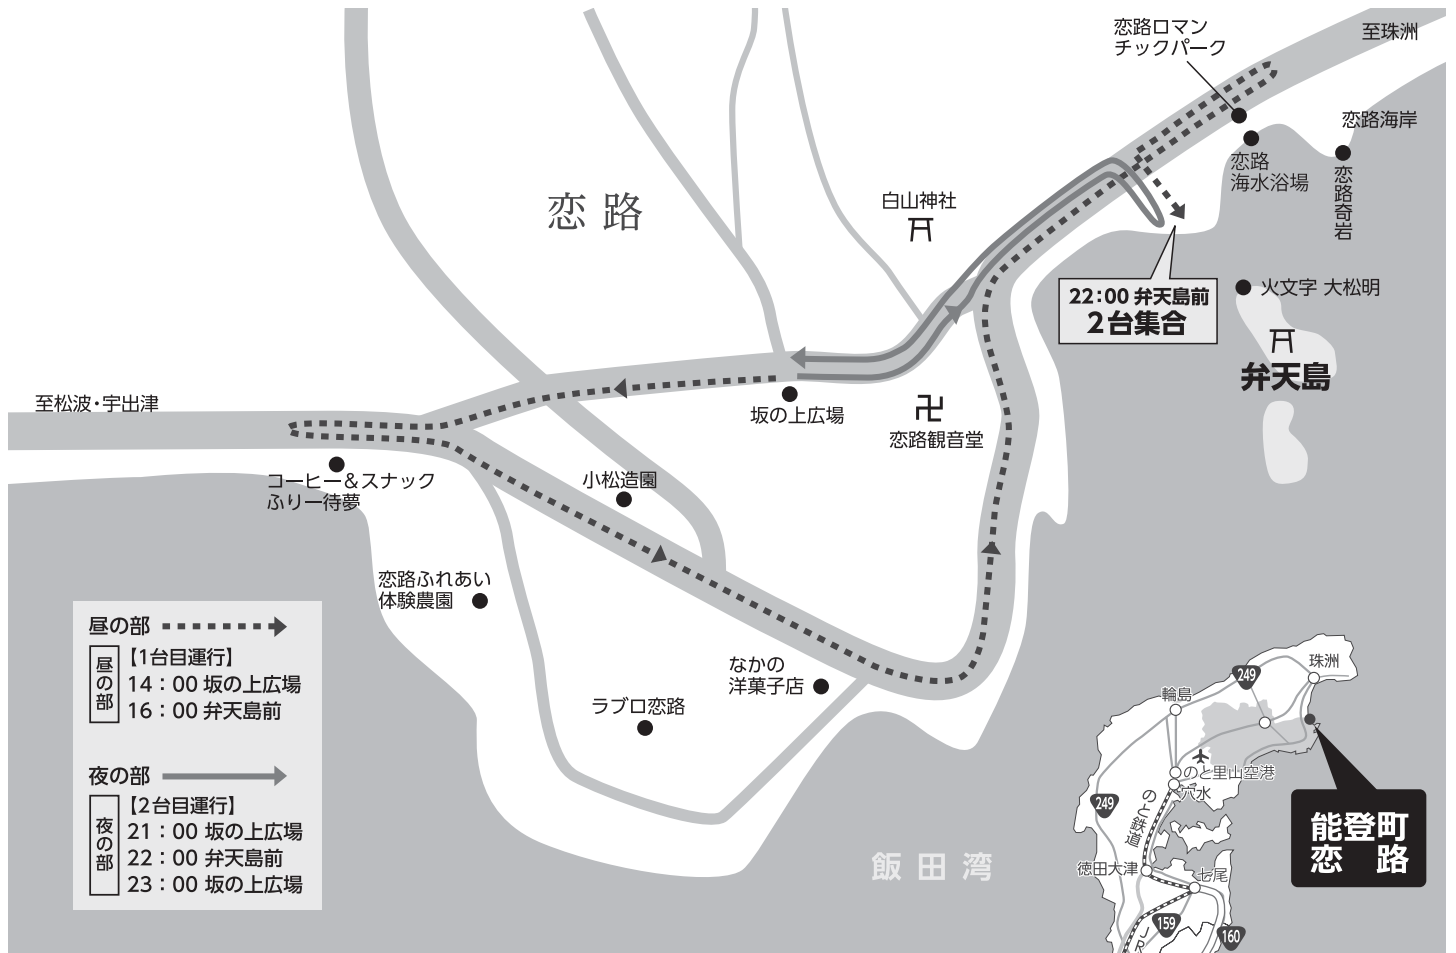 恋路ロマン
チックパーク
至珠洲
恋路海岸
恋路
海水浴場
恋路奇岩
恋 路
白山神社
22:00 弁天島前
2台集合
火文字 大松明
弁天島
至松波・宇出津
坂の上広場
恋路観音堂
コーヒー&スナック
ふりー待夢
小松造園
恋路ふれあい
体験農園
なかの
洋菓子店
ラブロ恋路
昼の部
昼の部
【1台目運行】
14:00 坂の上広場
16:00 弁天島前
夜の部
夜の部
【2台目運行】
21:00 坂の上広場
22:00 弁天島前
23:00 坂の上広場
飯田湾
珠洲
249
輪島
のと里山空港
穴水
249
のと鉄道
能登町
恋 路
徳田大津
七尾
159
160
JR